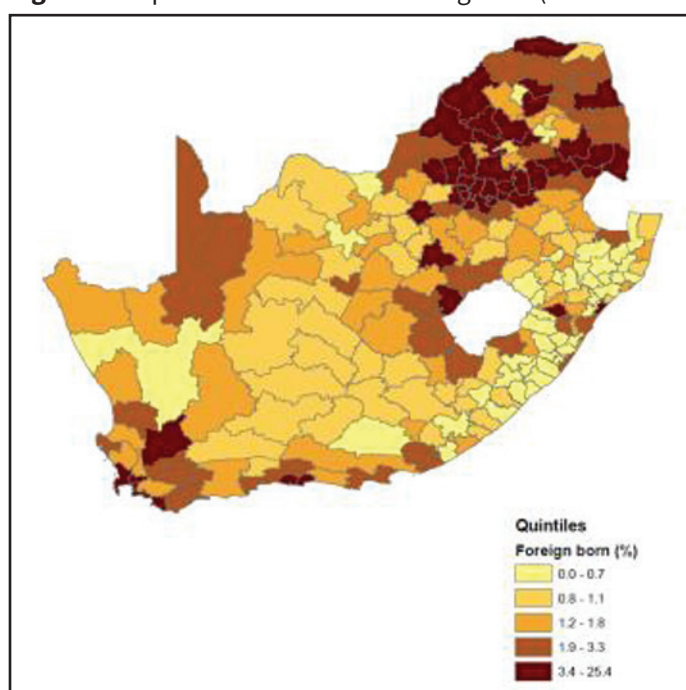 Quintiles
Foreign born (%)
0.0 - 0.7
0.8 - 1.1
1.2 - 1.8
1.9 - 3.3
3.4 - 25.4